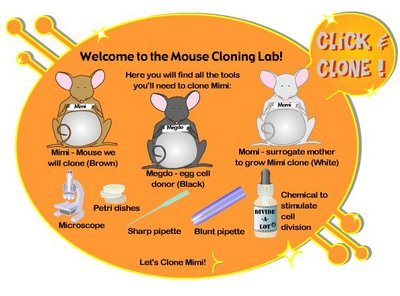 CLiCK &
CLONE !
Welcome to the Mouse Cloning Lab!
Here you will find all the tools
you'll need to clone Mimi:
Mimi
Megdo
Momi
Mimi - Mouse we
will clone (Brown)
Megdo - egg cell
donor (Black)
Momi - surrogate mother
to grow Mimi clone (White)
Microscope
Petri dishes
Sharp pipette
Blunt pipette
DIVIDE
-A-
LOT
Chemical to
stimulate
cell
division
Let's Clone Mimi!